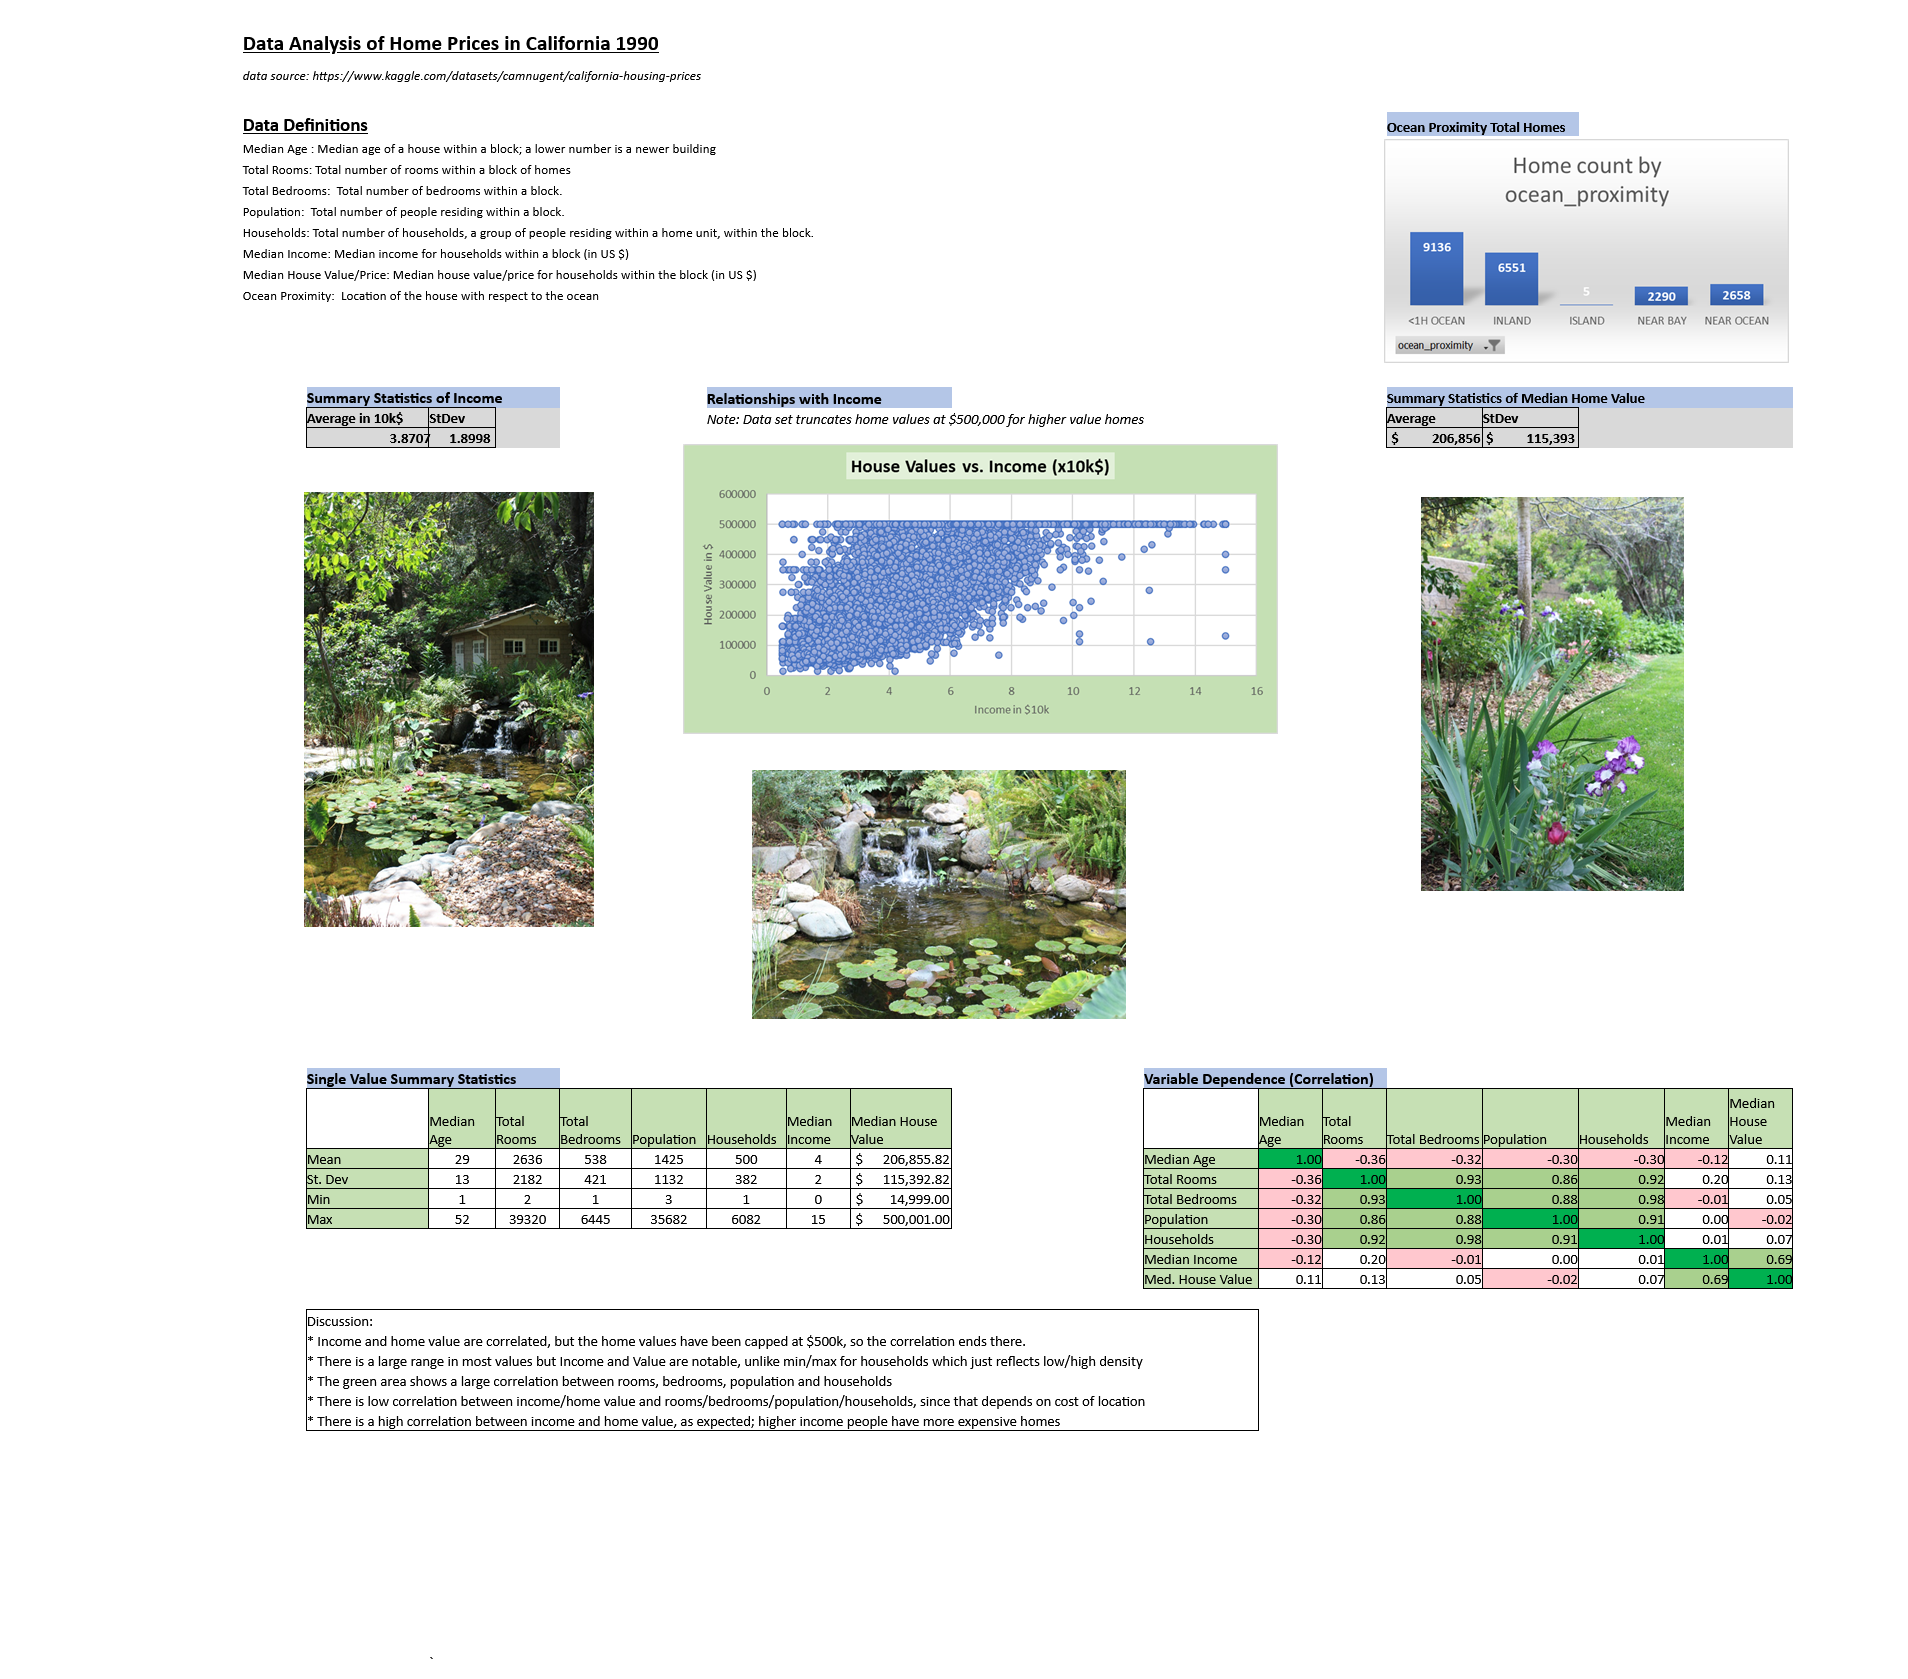 Data Analysis of Home Prices in California 1990
data source: https://www.kaggle.com/datasets/camnugent/california-housing-prices
Data Definitions
Median Age : Median age of a house within a block; a lower number is a newer building
Total Rooms: Total number of rooms within a block of homes
Total Bedrooms:  Total number of bedrooms within a block.
Population:  Total number of people residing within a block.
Households: Total number of households, a group of people residing within a home unit, within the block.
Median Income: Median income for households within a block (in US $)
Median House Value/Price: Median house value/price for households within the block (in US $)
Ocean Proximity:  Location of the house with respect to the ocean
Ocean Proximity Total Homes
Home count by
ocean_proximity
9136 6551 5 2290 2658
<1H OCEAN INLAND ISLAND NEAR BAY NEAR OCEAN
ocean_proximity
Summary Statistics of Income
Average in 10k$ StDev
3.8707 1.8998
Relationships with Income
Note: Data set truncates home values at $500,000 for higher value homes
House Values vs. Income (x10k$)
House Value in $
600000
500000
400000
300000
200000
100000
0
0 2 4 6 8 10 12 14 16
Income in $10k
Summary Statistics of Median Home Value
Average StDev
$ 206,856 $ 115,393
Single Value Summary Statistics
Median Age Total Rooms Total Bedrooms Population Households Median Income Median House Value
Mean 29 2636 538 1425 500 4 $ 206,855.82
St. Dev 13 2182 421 1132 382 2 $ 115,392.82
Min 1 2 1 3 1 0 $ 14,999.00
Max 52 39320 6445 35682 6082 15 $ 500,001.00
Variable Dependence (Correlation)
Median Age Total Rooms Total Bedrooms Population Households Median Income Median House Value
Median Age 1.00 -0.36 -0.32 -0.30 -0.30 -0.12 0.11
Total Rooms -0.36 1.00 0.93 0.86 0.92 0.20 0.13
Total Bedrooms -0.32 0.93 1.00 0.88 0.98 -0.01 0.05
Population -0.30 0.86 0.88 1.00 0.91 0.00 -0.02
Households -0.30 0.92 0.98 0.91 1.00 0.01 0.07
Median Income -0.12 0.20 -0.01 0.00 0.01 1.00 0.69
Med. House Value 0.11 0.13 0.05 -0.02 0.07 0.69 1.00
Discussion:
* Income and home value are correlated, but the home values have been capped at $500k, so the correlation ends there.
* There is a large range in most values but Income and Value are notable, unlike min/max for households which just reflects low/high density
* The green area shows a large correlation between rooms, bedrooms, population and households
* There is low correlation between income/home value and rooms/bedrooms/population/households, since that depends on cost of location
* There is a high correlation between income and home value, as expected; higher income people have more expensive homes